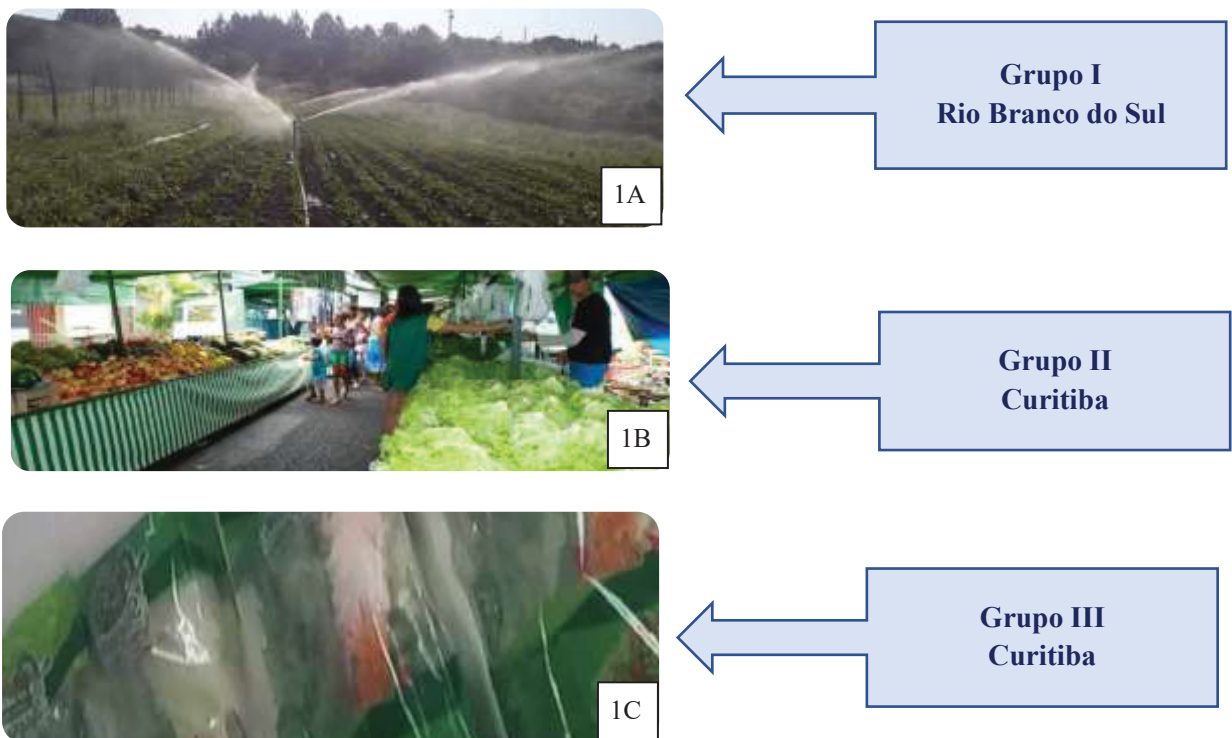 1A
Grupo I
Rio Branco do Sul
1B
Grupo II
Curitiba
1C
Grupo III
Curitiba